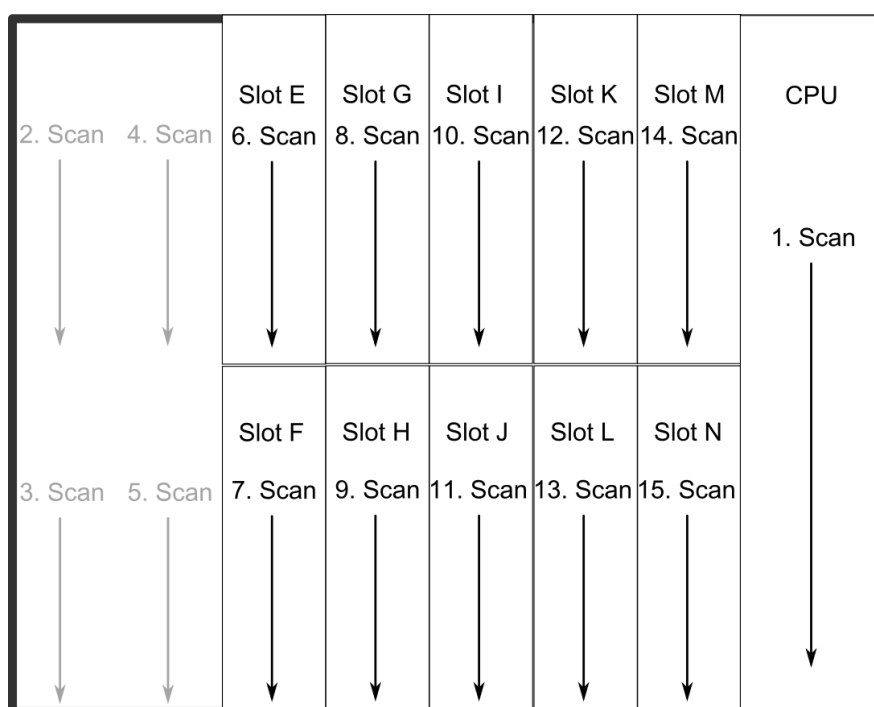 Slot E
Slot G
Slot I
Slot K
Slot M
CPU
2. Scan
4. Scan
6. Scan
8. Scan
10. Scan
12. Scan
14. Scan
1. Scan
Slot F
Slot H
Slot J
Slot L
Slot N
3. Scan
5. Scan
7. Scan
9. Scan
11. Scan
13. Scan
15. Scan